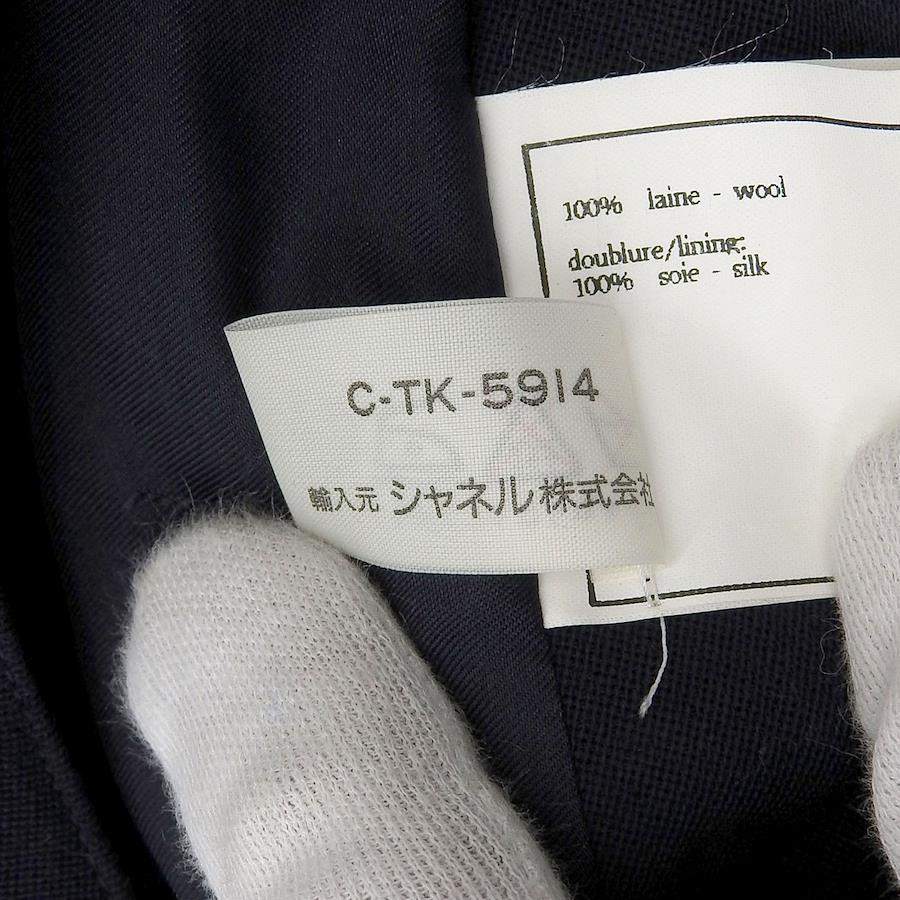 100% laine - wool
doublure/lining:
100% soie - silk
C-TK-5914
輸入元 シャネル株式会社